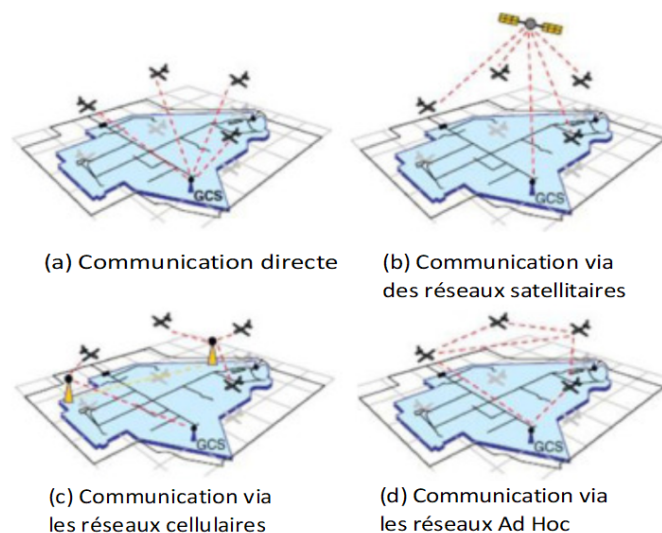 GCS
GCS
(a) Communication directe
(b) Communication via
des réseaux satellitaires
GCS
GCS
(c) Communication via
les réseaux cellulaires
(d) Communication via
les réseaux Ad Hoc